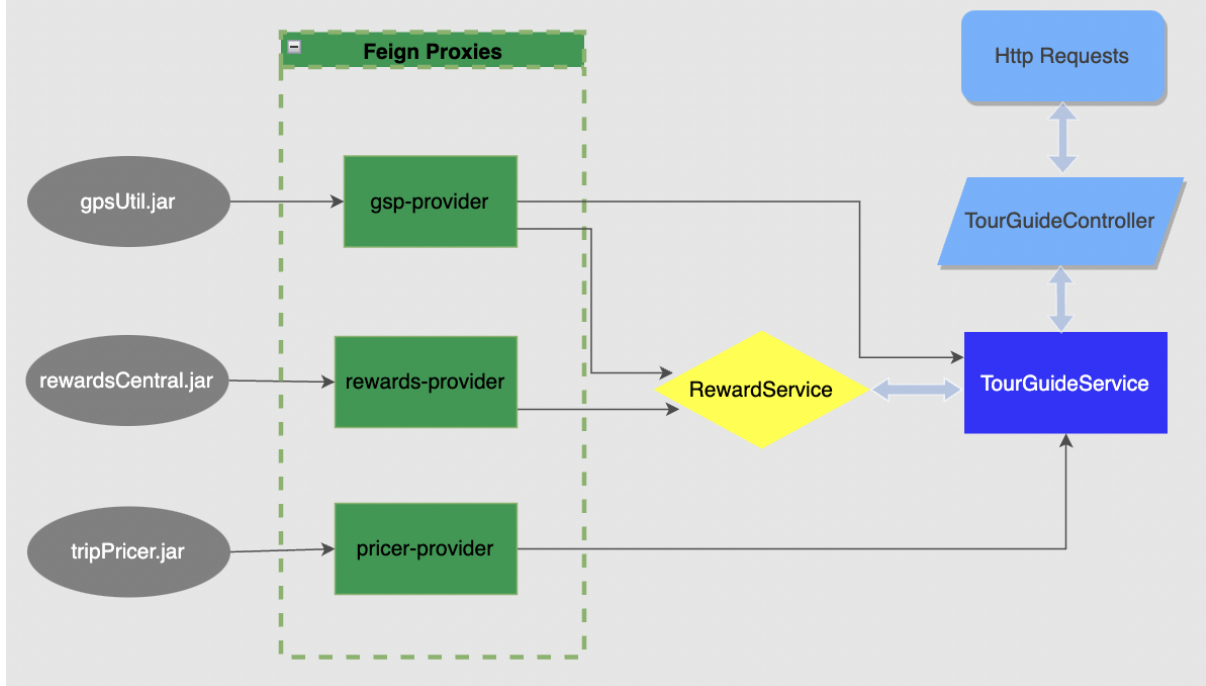 Feign Proxies
Http Requests
gpsUtil.jar
gsp-provider
TourGuideController
rewardsCentral.jar
rewards-provider
RewardService
TourGuideService
tripPricer.jar
pricer-provider